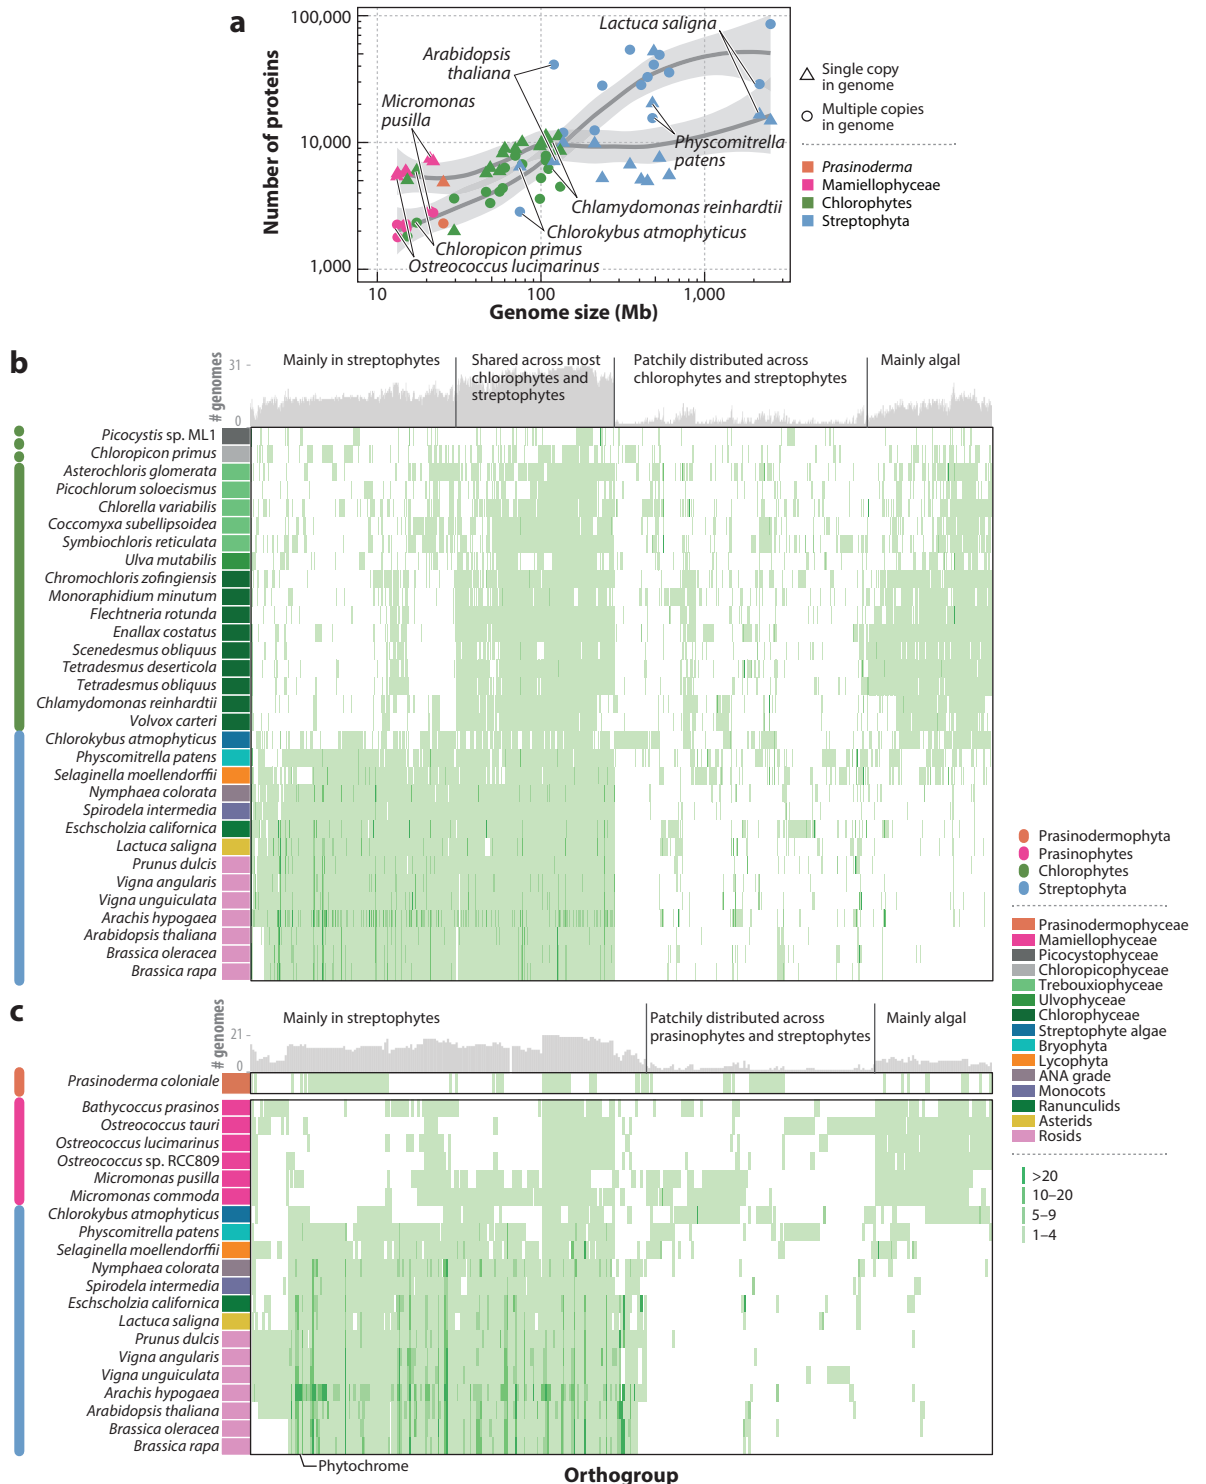 a
100,000
10,000
1,000
Number of proteins
10
100
1,000
Genome size (Mb)
Lactuca saligna
Arabidopsis
thaliana
Micromonas
pusilla
Physcomitrella
patens
Chlamydomonas reinhardtii
Chlorokybus atmophyticus
Chloropicon primus
Ostreococcus lucimarinus
Single copy
in genome
Multiple copies
in genome
Prasinoderma
Mamiellophyceae
Chlorophytes
Streptophyta
b
# genomes
31
0
Mainly in streptophytes
Shared across most
chlorophytes and
streptophytes
Patchily distributed across
chlorophytes and streptophytes
Mainly algal
Picocystis sp. ML1
Chloropicon primus
Asterochloris glomerata
Picochlorum soloecismus
Chlorella variabilis
Coccomyxa subellipsoidea
Symbiochloris reticulata
Ulva mutabilis
Chromochloris zofingiensis
Monoraphidium minutum
Flechtneria rotunda
Enallax costatus
Scenedesmus obliquus
Tetradesmus deserticola
Tetradesmus obliquus
Chlamydomonas reinhardtii
Volvox carteri
Chlorokybus atmophyticus
Physcomitrella patens
Selaginella moellendorffii
Nymphaea colorata
Spirodela intermedia
Eschscholzia californica
Lactuca saligna
Prunus dulcis
Vigna angularis
Vigna unguiculata
Arachis hypogaea
Arabidopsis thaliana
Brassica oleracea
Brassica rapa
Prasinodermophyta
Prasinophytes
Chlorophytes
Streptophyta
Prasinodermophyceae
Mamiellophyceae
Picocystophyceae
Chloropicophyceae
Trebouxiophyceae
Ulvophyceae
Chlorophyceae
Streptophyte algae
Bryophyta
Lycophyta
ANA grade
Monocots
Ranunculids
Asterids
Rosids
>20
10–20
5–9
1–4
c
# genomes
21
0
Mainly in streptophytes
Patchily distributed across
prasinophytes and streptophytes
Mainly algal
Prasinoderma coloniale
Bathycoccus prasinos
Ostreococcus tauri
Ostreococcus lucimarinus
Ostreococcus sp. RCC809
Micromonas pusilla
Micromonas commoda
Chlorokybus atmophyticus
Physcomitrella patens
Selaginella moellendorffii
Nymphaea colorata
Spirodela intermedia
Eschscholzia californica
Lactuca saligna
Prunus dulcis
Vigna angularis
Vigna unguiculata
Arachis hypogaea
Arabidopsis thaliana
Brassica oleracea
Brassica rapa
Phytochrome
Orthogroup